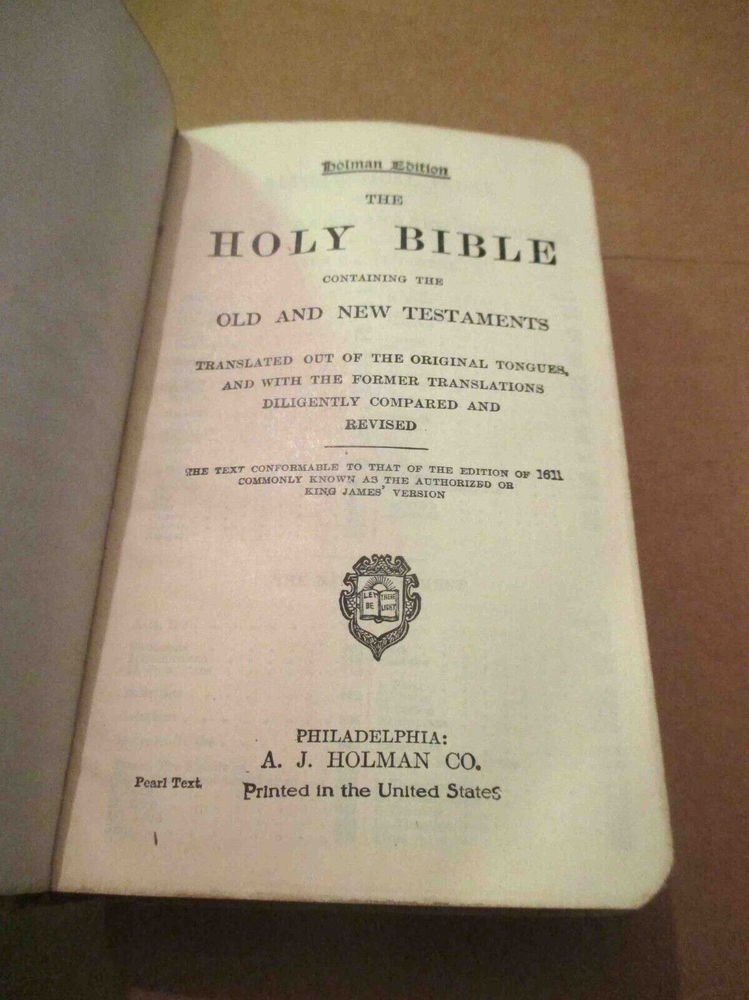 Holman Edition
THE
HOLY BIBLE
CONTAINING THE
OLD AND NEW TESTAMENTS
TRANSLATED OUT OF THE ORIGINAL TONGUES,
AND WITH THE FORMER TRANSLATIONS
DILIGENTLY COMPARED AND
REVISED
THE TEXT CONFORMABLE TO THAT OF THE EDITION OF 1611
COMMONLY KNOWN AS THE AUTHORIZED OR
KING JAMES' VERSION
LET THERE
BE LIGHT
PHILADELPHIA:
A. J. HOLMAN CO.
Pearl Text.
Printed in the United States